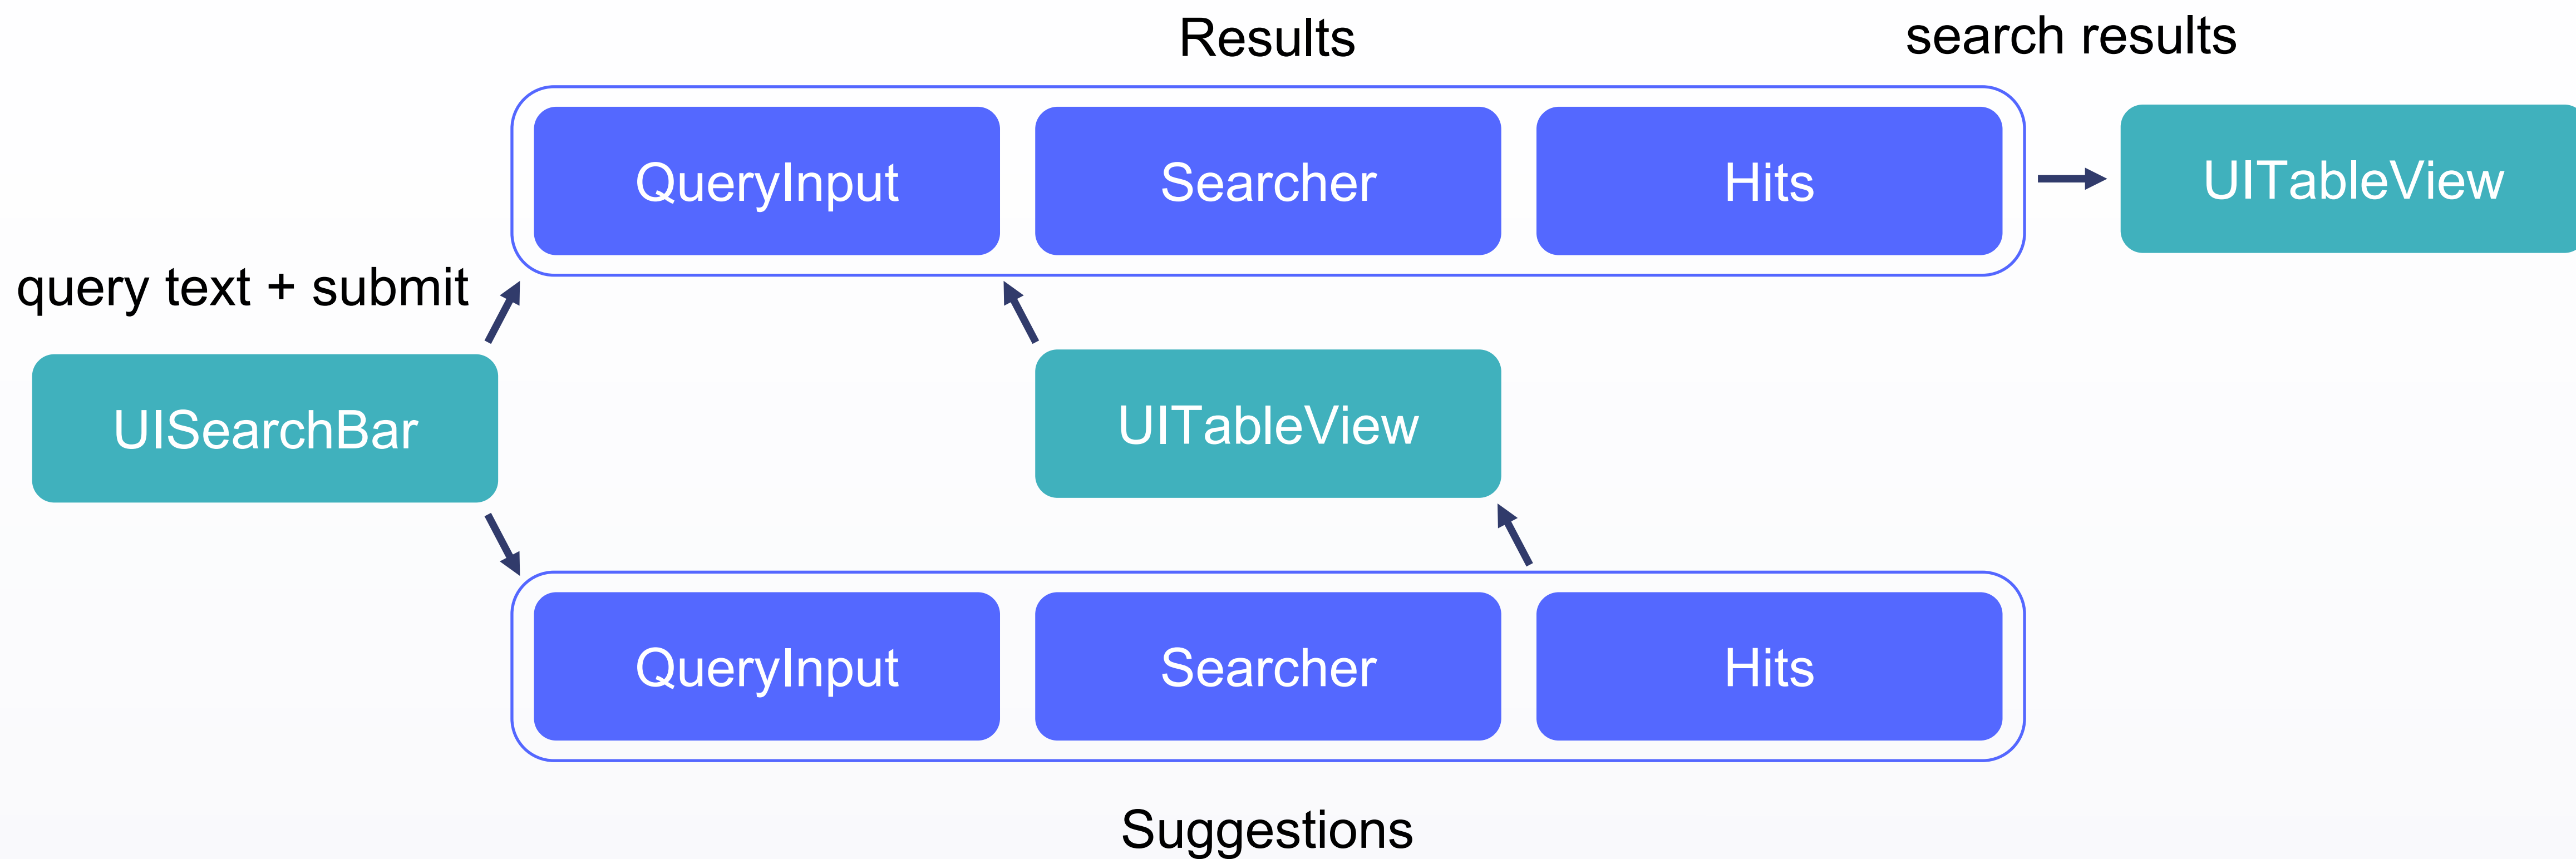 Results
search results
QueryInput
Searcher
Hits
UITableView
query text + submit
UISearchBar
UITableView
QueryInput
Searcher
Hits
Suggestions